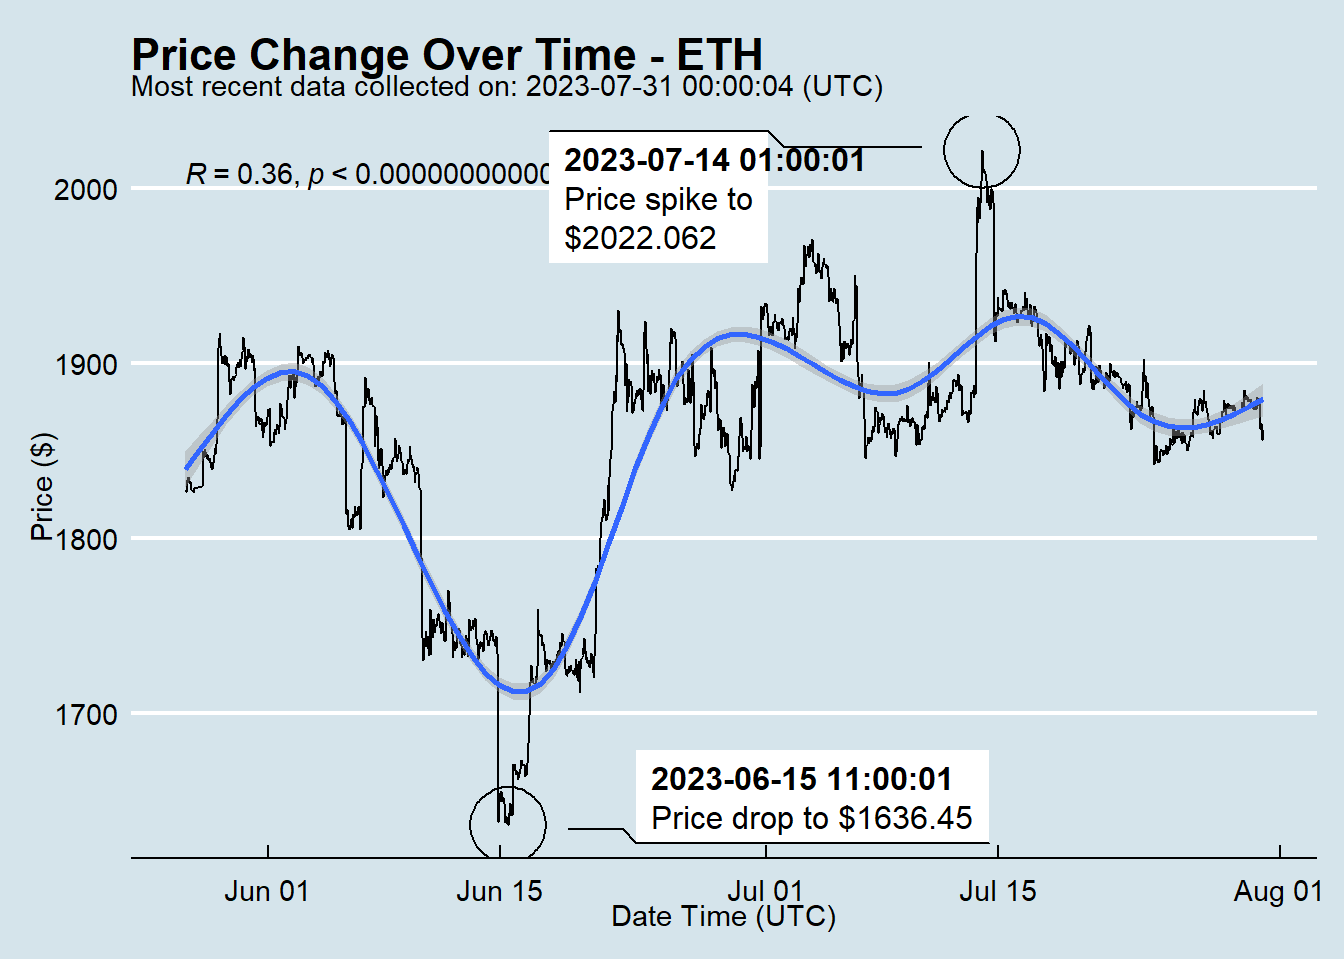 Price Change Over Time - ETH
Most recent data collected on: 2023-07-31 00:00:04 (UTC)
R = 0.36, p < 0.00000000000
2023-07-14 01:00:01
Price spike to
$2022.062
2000
1900
1800
1700
Price ($)
2023-06-15 11:00:01
Price drop to $1636.45
Jun 01
Jun 15
Jul 01
Jul 15
Aug 01
Date Time (UTC)